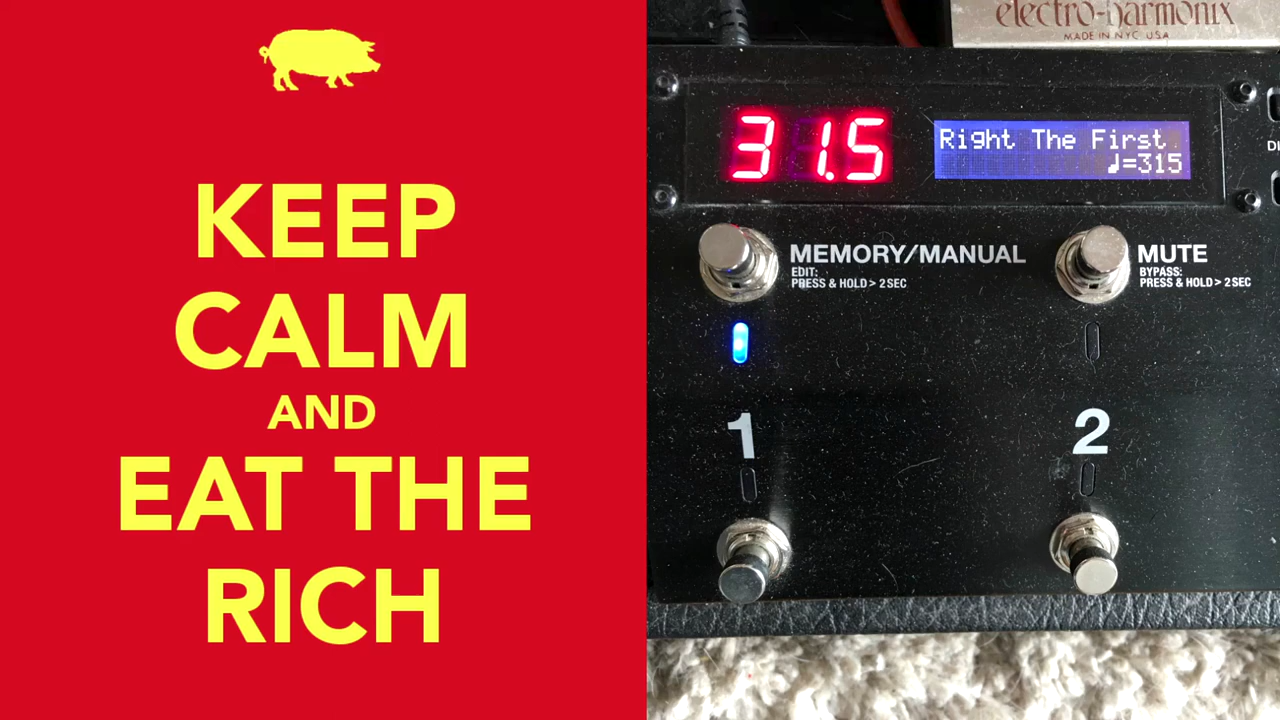 KEEP
CALM
AND
EAT THE
RICH
electro-harmonix
MADE IN NYC USA
31.5
Right The First
♩=315
MEMORY/MANUAL
EDIT:
PRESS & HOLD > 2 SEC
MUTE
BYPASS:
PRESS & HOLD > 2 SEC
1
2